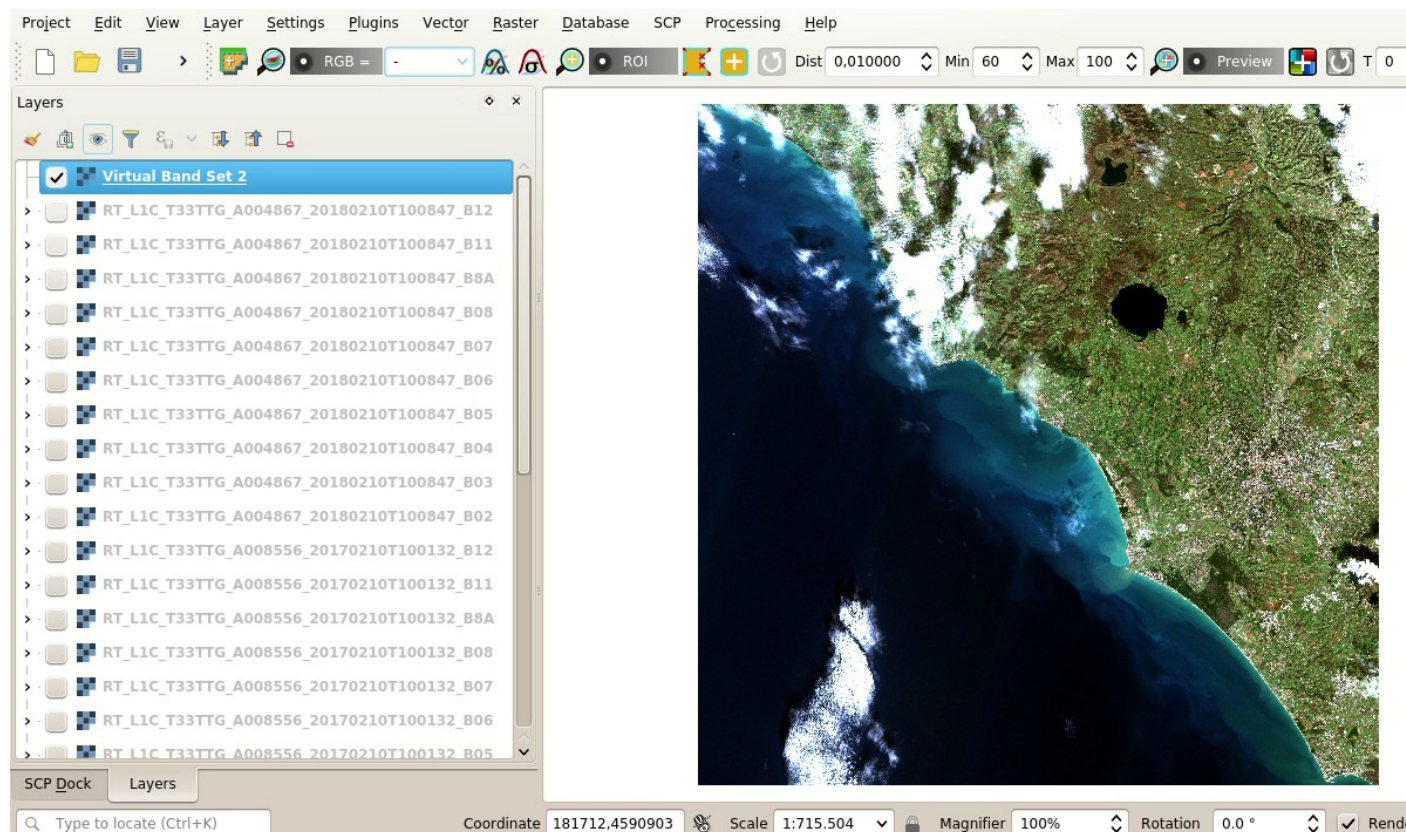 Project Edit View Layer Settings Plugins Vector Raster Database SCP Processing Help
RGB = - ROI Dist 0,010000 Min 60 Max 100 Preview T 0
Layers
Virtual Band Set 2
RT_L1C_T33TTG_A004867_20180210T100847_B12
RT_L1C_T33TTG_A004867_20180210T100847_B11
RT_L1C_T33TTG_A004867_20180210T100847_B8A
RT_L1C_T33TTG_A004867_20180210T100847_B08
RT_L1C_T33TTG_A004867_20180210T100847_B07
RT_L1C_T33TTG_A004867_20180210T100847_B06
RT_L1C_T33TTG_A004867_20180210T100847_B05
RT_L1C_T33TTG_A004867_20180210T100847_B04
RT_L1C_T33TTG_A004867_20180210T100847_B03
RT_L1C_T33TTG_A004867_20180210T100847_B02
RT_L1C_T33TTG_A008556_20170210T100132_B12
RT_L1C_T33TTG_A008556_20170210T100132_B11
RT_L1C_T33TTG_A008556_20170210T100132_B8A
RT_L1C_T33TTG_A008556_20170210T100132_B08
RT_L1C_T33TTG_A008556_20170210T100132_B07
RT_L1C_T33TTG_A008556_20170210T100132_B06
RT_L1C_T33TTG_A008556_20170210T100132_B05
SCP Dock Layers
Type to locate (Ctrl+K) Coordinate 181712,4590903 Scale 1:715.504 Magnifier 100% Rotation 0.0 ° Rend